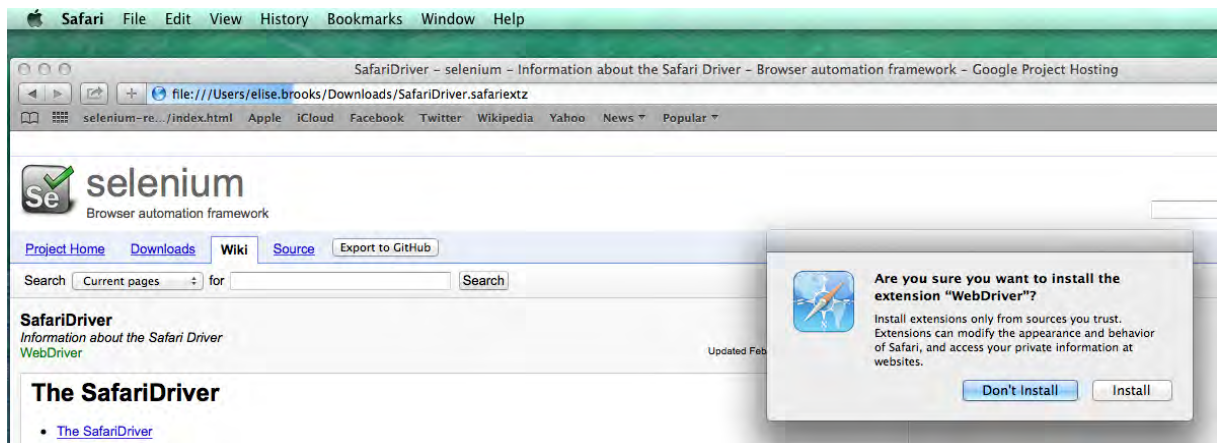 Safari File Edit View History Bookmarks Window Help
SafariDriver – selenium – Information about the Safari Driver – Browser automation framework – Google Project Hosting
file:///Users/elise.brooks/Downloads/SafariDriver.safariextz
selenium-re.../index.html Apple iCloud Facebook Twitter Wikipedia Yahoo News Popular
Se
selenium
Browser automation framework
Project Home Downloads Wiki Source Export to GitHub
Search Current pages for Search
SafariDriver
Information about the Safari Driver
WebDriver
Updated Feb
The SafariDriver
• The SafariDriver
Are you sure you want to install the
extension “WebDriver”?
Install extensions only from sources you trust.
Extensions can modify the appearance and behavior
of Safari, and access your private information at
websites.
Don't Install Install